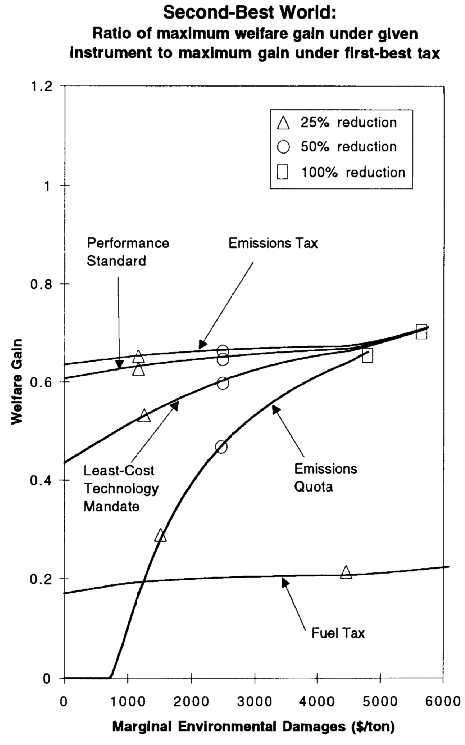 Second-Best World:
Ratio of maximum welfare gain under given
instrument to maximum gain under first-best tax
1.2
1
0.8
0.6
0.4
0.2
0
Welfare Gain
25% reduction
50% reduction
100% reduction
Performance
Standard
Emissions Tax
Least-Cost
Technology
Mandate
Emissions
Quota
Fuel Tax
0 1000 2000 3000 4000 5000 6000
Marginal Environmental Damages ($/ton)